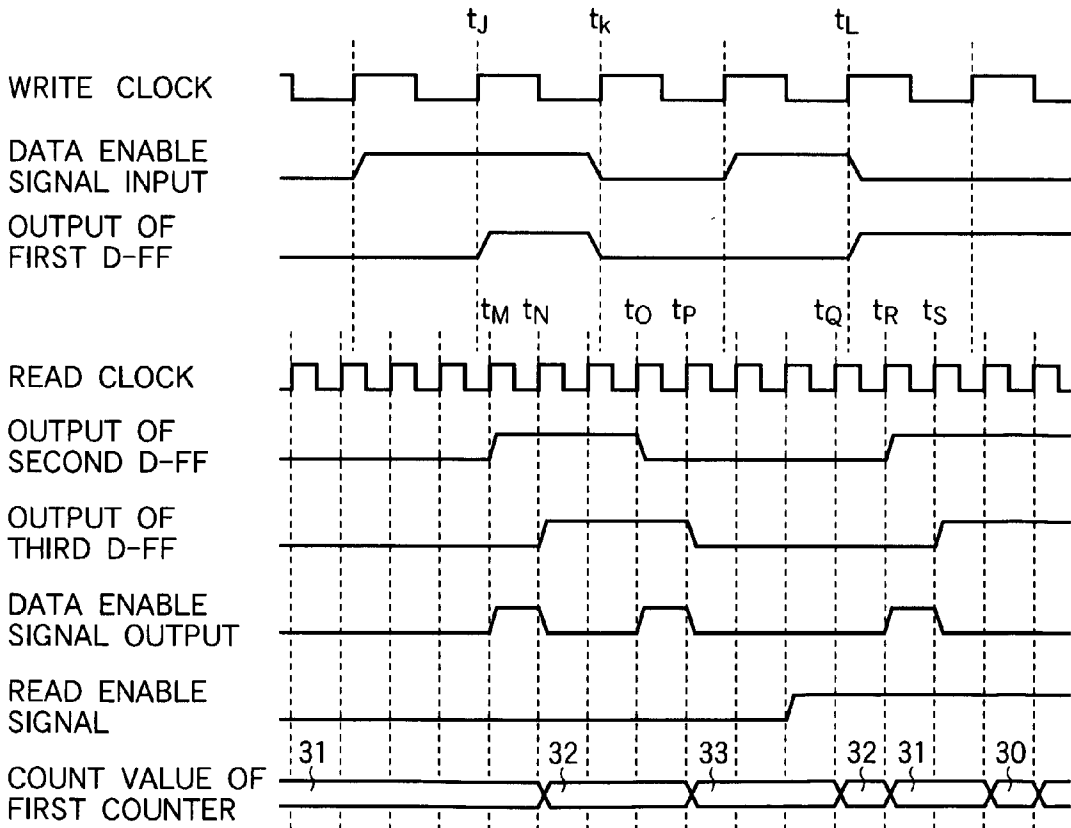 tJ tk tL
WRITE CLOCK
DATA ENABLE
SIGNAL INPUT
OUTPUT OF
FIRST D-FF
tM tN tO tP tQ tR tS
READ CLOCK
OUTPUT OF
SECOND D-FF
OUTPUT OF
THIRD D-FF
DATA ENABLE
SIGNAL OUTPUT
READ ENABLE
SIGNAL
31 32 33 32 31 30
COUNT VALUE OF
FIRST COUNTER